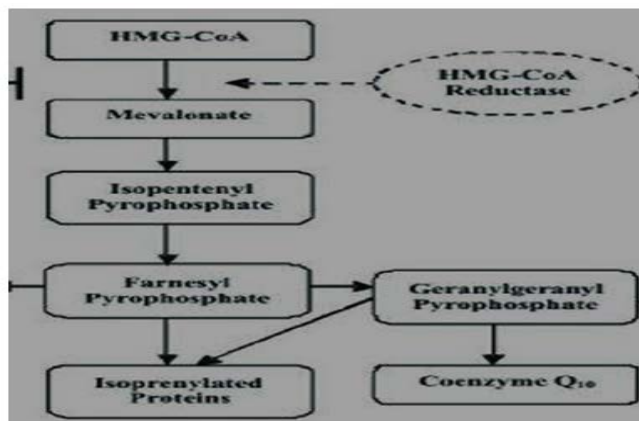 HMG-CoA
HMG-CoA
Reductase
Mevalonate
Isopentenyl
Pyrophosphate
Farnesyl
Pyrophosphate
Geranylgeranyl
Pyrophosphate
Isoprenylated
Proteins
Coenzyme Q₁₀